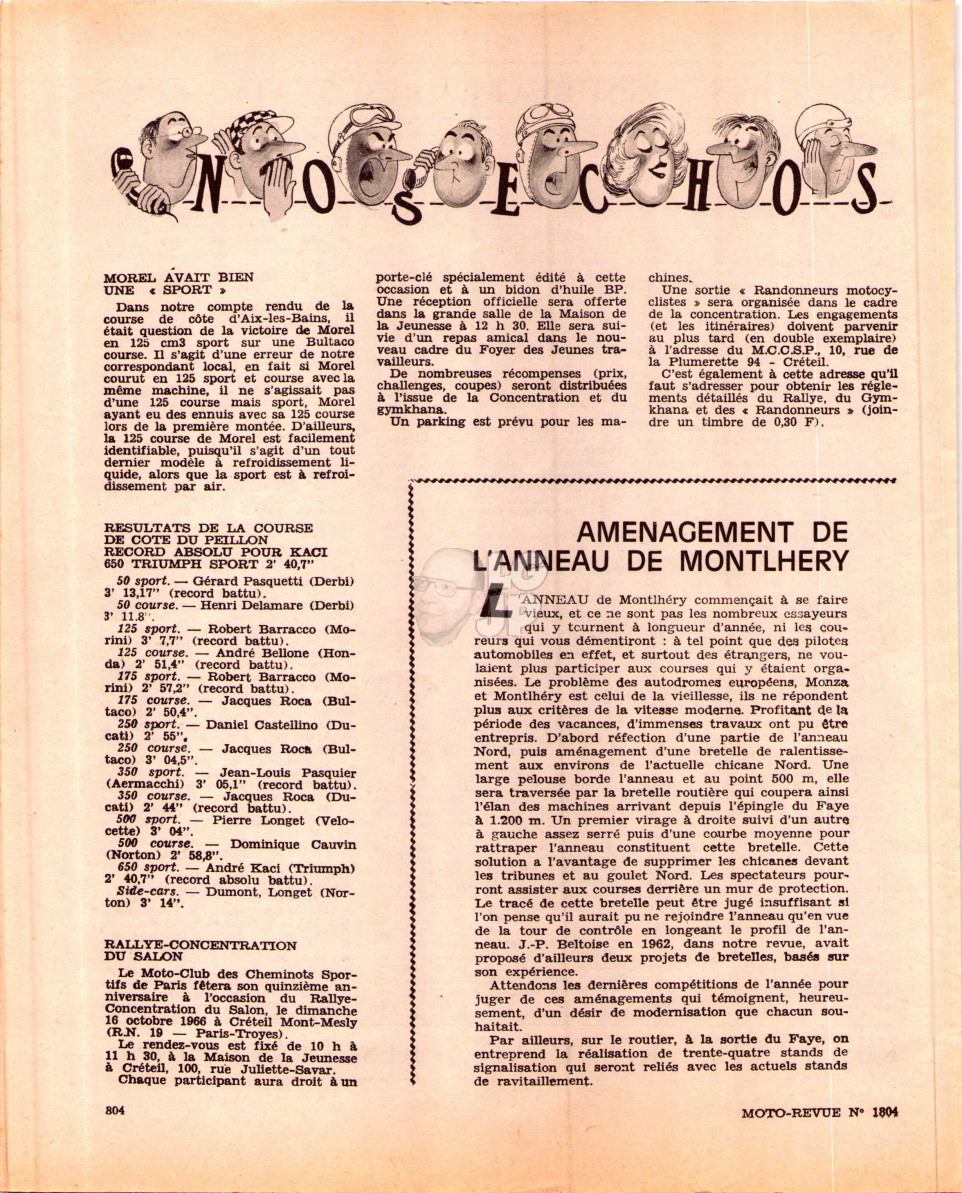 NOS ECHOS
MOREL AVAIT BIEN
UNE « SPORT »
Dans notre compte rendu de la
course de côte d'Aix-les-Bains, il
était question de la victoire de Morel
en 125 cm3 sport sur une Bultaco
course. Il s'agit d'une erreur de notre
correspondant local, en fait si Morel
courut en 125 sport et course avec la
même machine, il ne s'agissait pas
d'une 125 course mais sport, Morel
ayant eu des ennuis avec sa 125 course
lors de la première montée. D'ailleurs,
la 125 course de Morel est facilement
identifiable, puisqu'il s'agit d'un tout
dernier modèle à refroidissement li-
quide, alors que la sport est à refroi-
dissement par air.
RESULTATS DE LA COURSE
DE COTE DU PEILLON
RECORD ABSOLU POUR KACI
650 TRIUMPH SPORT 2' 40,7"
50 sport. — Gérard Pasquetti (Derbi)
3' 13,17" (record battu).
50 course. — Henri Delamare (Derbi)
3' 11.8".
125 sport. — Robert Barracco (Mo-
rini) 3' 7,7" (record battu).
125 course. — André Bellone (Hon-
da) 2' 51,4" (record battu).
175 sport. — Robert Barracco (Mo-
rini) 2' 57,2" (record battu).
175 course. — Jacques Roca (Bul-
taco) 2' 50,4".
250 sport. — Daniel Castellino (Du-
cati) 2' 55".
250 course. — Jacques Roca (Bul-
taco) 3' 04,5".
350 sport. — Jean-Louis Pasquier
(Aermacchi) 3' 05,1" (record battu).
350 course. — Jacques Roca (Du-
cati) 2' 44" (record battu).
500 sport. — Pierre Longet (Velo-
cette) 3' 04".
500 course. — Dominique Cauvin
(Norton) 2' 58,8".
650 sport. — André Kaci (Triumph)
2' 40,7" (record absolu battu).
Side-cars. — Dumont, Longet (Nor-
ton) 3' 14".
RALLYE-CONCENTRATION
DU SALON
Le Moto-Club des Cheminots Spor-
tifs de Paris fêtera son quinzième an-
niversaire à l'occasion du Rallye-
Concentration du Salon, le dimanche
16 octobre 1966 à Créteil Mont-Mesly
(R.N. 19 — Paris-Troyes).
Le rendez-vous est fixé de 10 h à
11 h 30, à la Maison de la Jeunesse
à Créteil, 100, rue Juliette-Savar.
Chaque participant aura droit à un
porte-clé spécialement édité à cette
occasion et à un bidon d'huile BP.
Une réception officielle sera offerte
dans la grande salle de la Maison de
la Jeunesse à 12 h 30. Elle sera sui-
vie d'un repas amical dans le nou-
veau cadre du Foyer des Jeunes tra-
vailleurs.
De nombreuses récompenses (prix,
challenges, coupes) seront distribuées
à l'issue de la Concentration et du
gymkhana.
Un parking est prévu pour les ma-
chines.
Une sortie « Randonneurs motocy-
clistes » sera organisée dans le cadre
de la concentration. Les engagements
(et les itinéraires) doivent parvenir
au plus tard (en double exemplaire)
à l'adresse du M.C.C.S.P., 10, rue de
la Plumerette 94 - Créteil.
C'est également à cette adresse qu'il
faut s'adresser pour obtenir les règle-
ments détaillés du Rallye, du Gym-
khana et des « Randonneurs » (join-
dre un timbre de 0,30 F).
AMENAGEMENT DE
L'ANNEAU DE MONTLHERY
L'ANNEAU de Montlhéry commençait à se faire
vieux, et ce ne sont pas les nombreux essayeurs
qui y tournent à longueur d'année, ni les cou-
reurs qui vous démentiront : à tel point que des pilotes
automobiles en effet, et surtout des étrangers, ne vou-
laient plus participer aux courses qui y étaient orga-
nisées. Le problème des autodromes européens, Monza
et Montlhéry est celui de la vieillesse, ils ne répondent
plus aux critères de la vitesse moderne. Profitant de la
période des vacances, d'immenses travaux ont pu être
entrepris. D'abord réfection d'une partie de l'anneau
Nord, puis aménagement d'une bretelle de ralentisse-
ment aux environs de l'actuelle chicane Nord. Une
large pelouse borde l'anneau et au point 500 m, elle
sera traversée par la bretelle routière qui coupera ainsi
l'élan des machines arrivant depuis l'épingle du Faye
à 1.200 m. Un premier virage à droite suivi d'un autre
à gauche assez serré puis d'une courbe moyenne pour
rattraper l'anneau constituent cette bretelle. Cette
solution a l'avantage de supprimer les chicanes devant
les tribunes et au goulet Nord. Les spectateurs pour-
ront assister aux courses derrière un mur de protection.
Le tracé de cette bretelle peut être jugé insuffisant si
l'on pense qu'il aurait pu ne rejoindre l'anneau qu'en vue
de la tour de contrôle en longeant le profil de l'an-
neau. J.-P. Beltoise en 1962, dans notre revue, avait
proposé d'ailleurs deux projets de bretelles, basés sur
son expérience.
Attendons les dernières compétitions de l'année pour
juger de ces aménagements qui témoignent, heureu-
sement, d'un désir de modernisation que chacun sou-
haitait.
Par ailleurs, sur le routier, à la sortie du Faye, on
entreprend la réalisation de trente-quatre stands de
signalisation qui seront reliés avec les actuels stands
de ravitaillement.
804
MOTO-REVUE N° 1804